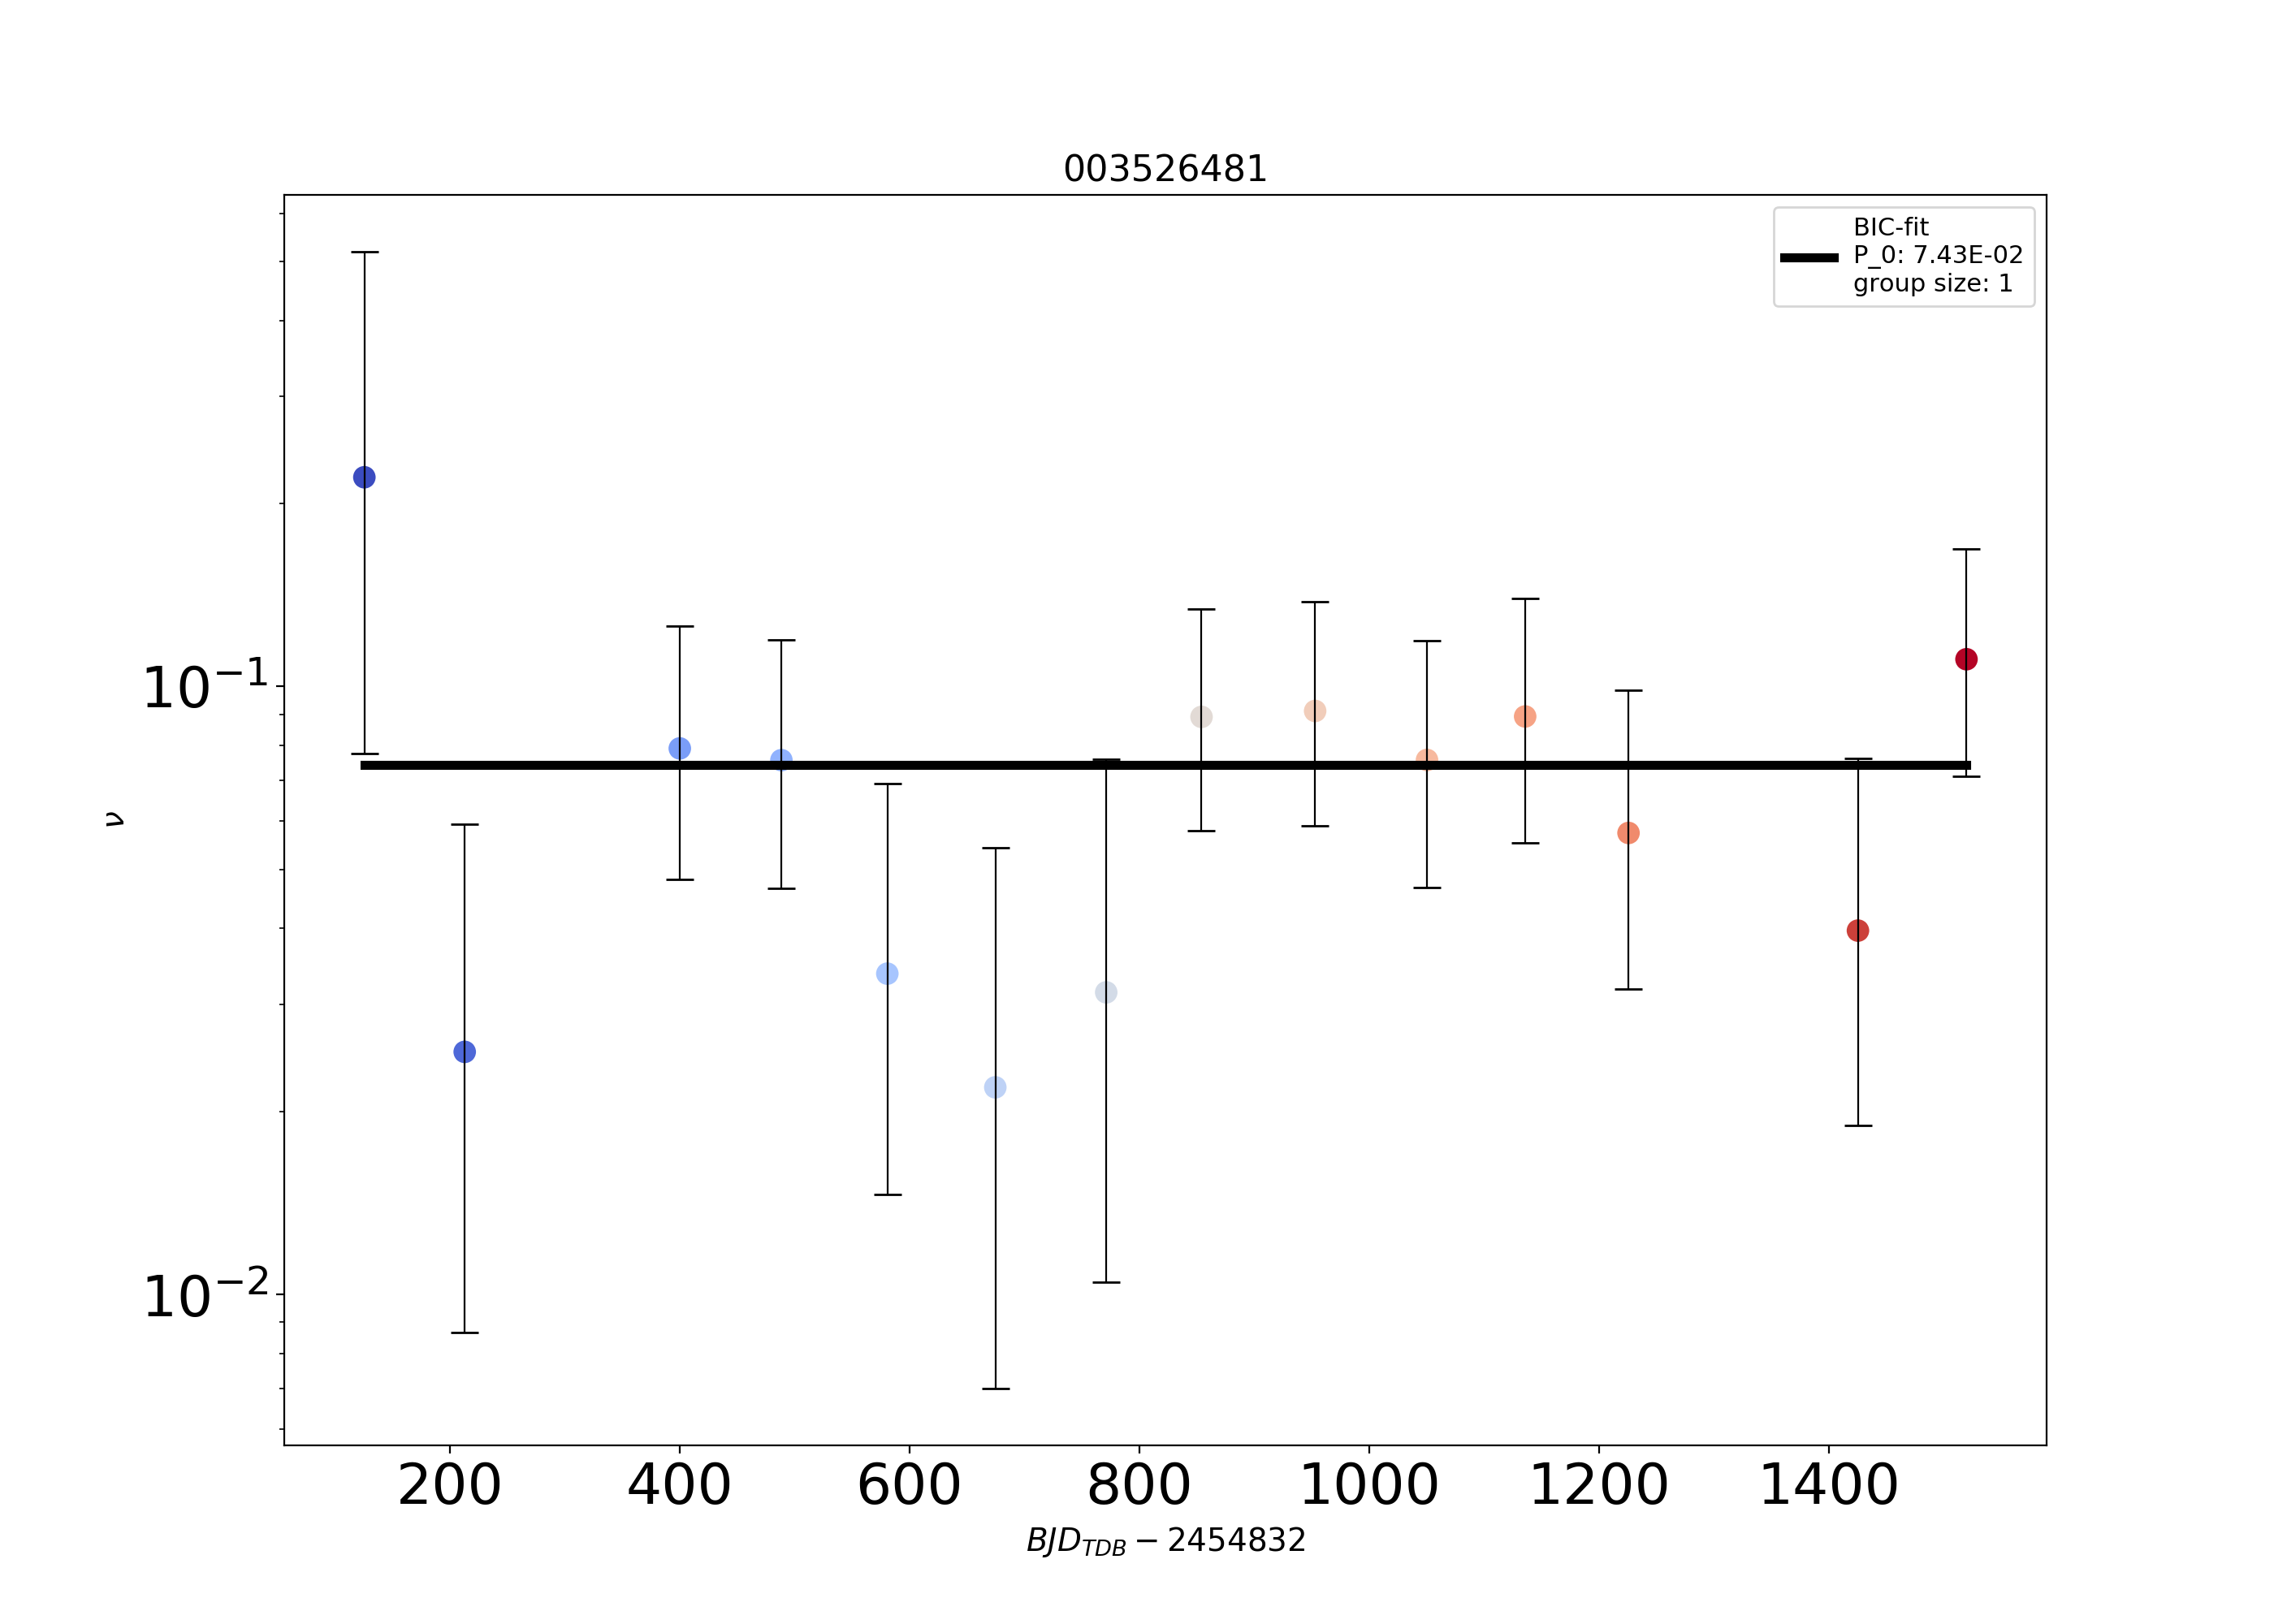 003526481
BIC-fit
P_0: 7.43E-02
group size: 1
10⁻¹
ν
10⁻²
200 400 600 800 1000 1200 1400
BJD_TDB − 2454832